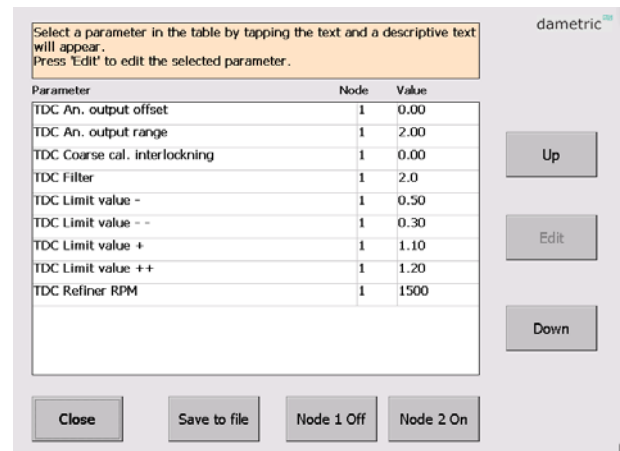 dametric
Select a parameter in the table by tapping the text and a descriptive text
will appear.
Press 'Edit' to edit the selected parameter.
Parameter Node Value
TDC An. output offset 1 0.00
TDC An. output range 1 2.00
TDC Coarse cal. interlockning 1 0.00
TDC Filter 1 2.0
TDC Limit value - 1 0.50
TDC Limit value - - 1 0.30
TDC Limit value + 1 1.10
TDC Limit value ++ 1 1.20
TDC Refiner RPM 1 1500
Up
Edit
Down
Close Save to file Node 1 Off Node 2 On